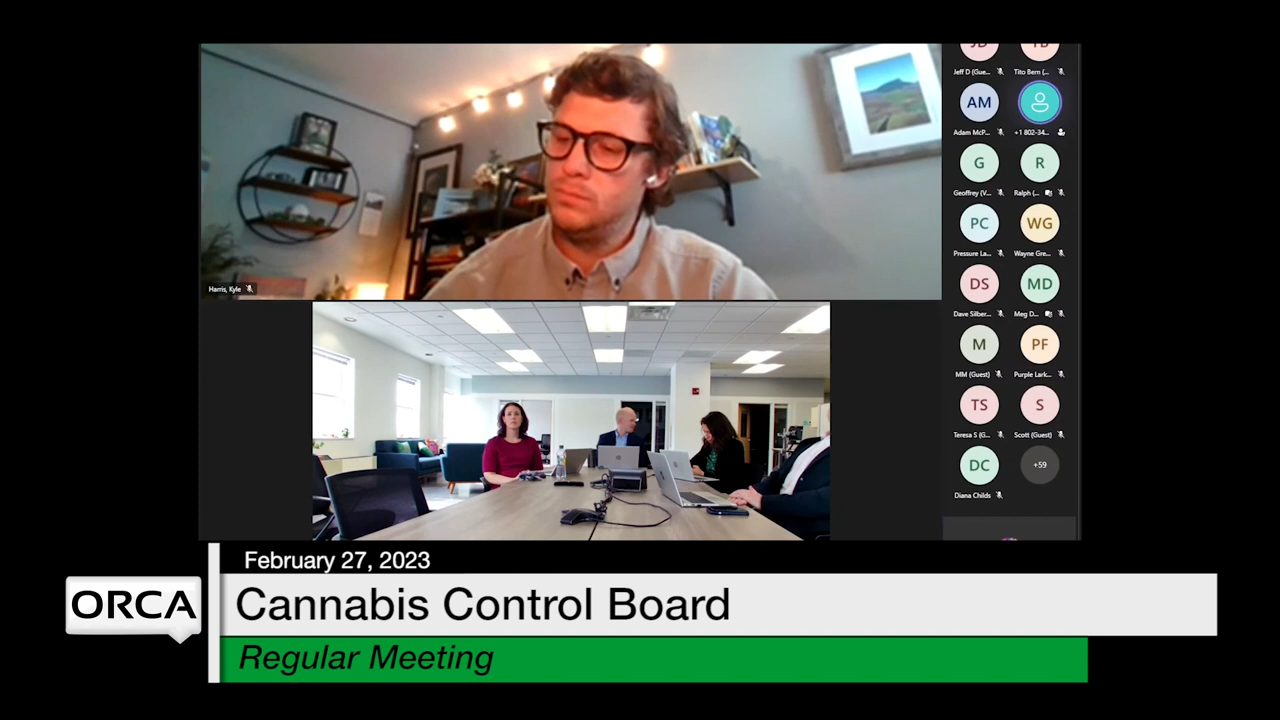 Jeff D (Gue...
Tito Bern (...
AM
Adam McP...
+1 802-34...
G
R
Geoffrey (V...
Ralph (...
PC
WG
Pressure La...
Wayne Gre...
DS
MD
Dave Silber...
Meg D...
M
PF
MM (Guest)
Purple Lark...
TS
S
Teresa S (G...
Scott (Guest)
DC
+59
Diana Childs
Harris, Kyle
February 27, 2023
ORCA
Cannabis Control Board
Regular Meeting